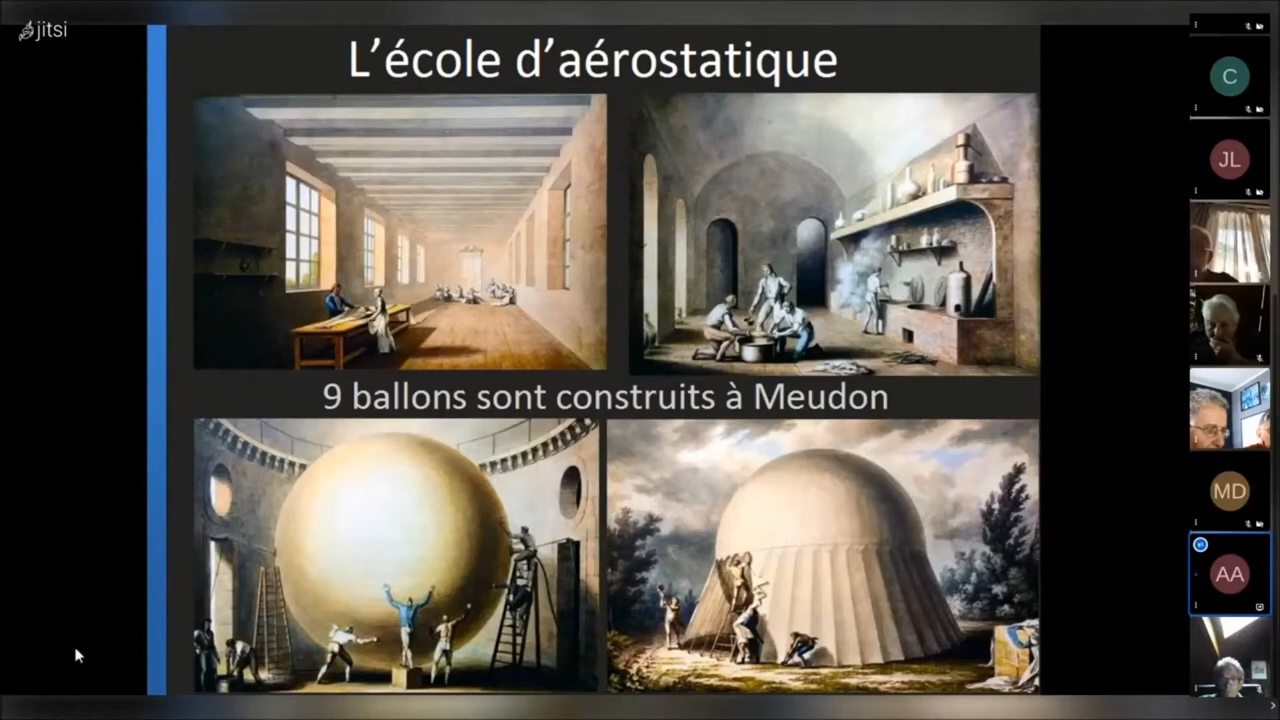 jitsi
L'école d'aérostatique
C
JL
9 ballons sont construits à Meudon
MD
AA